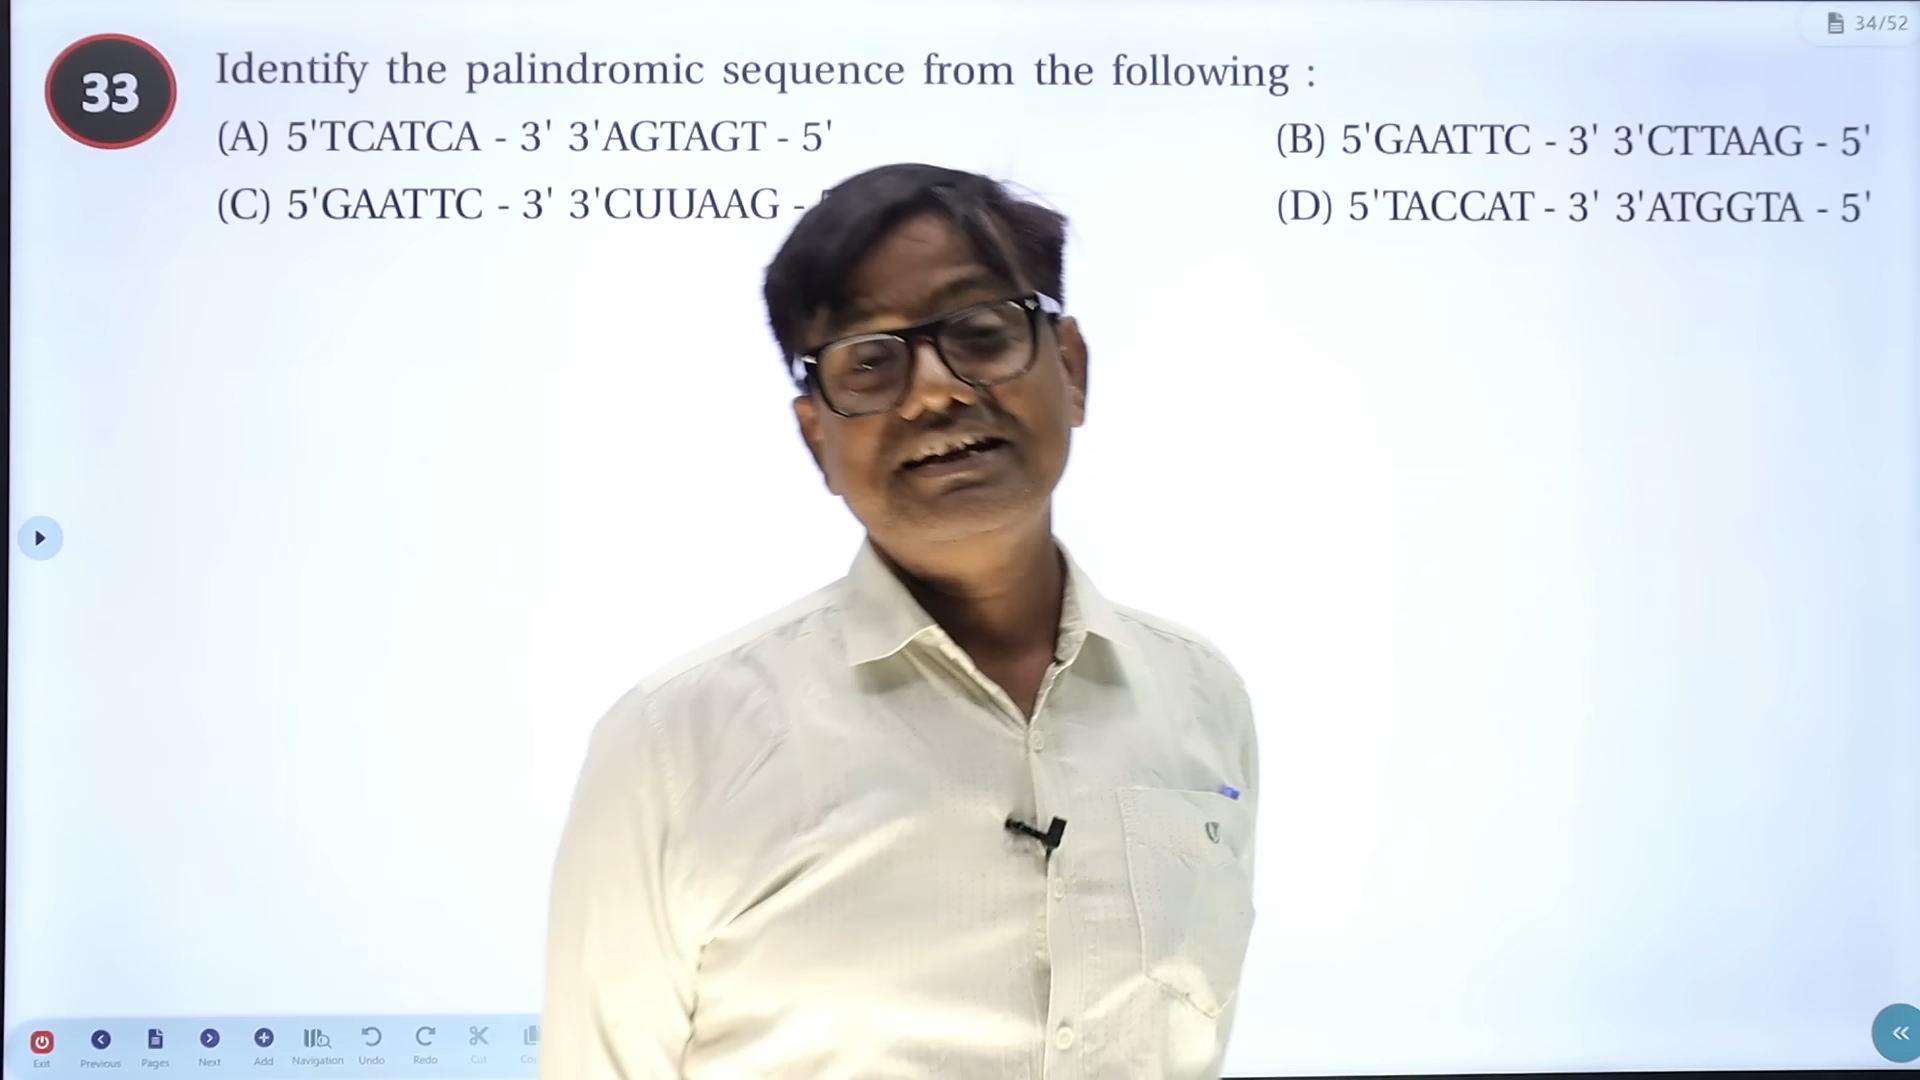 34/52
33
Identify the palindromic sequence from the following :
(A) 5'TCATCA - 3' 3'AGTAGT - 5'
(B) 5'GAATTC - 3' 3'CTTAAG - 5'
(C) 5'GAATTC - 3' 3'CUUAAG -
(D) 5'TACCAT - 3' 3'ATGGTA - 5'
Exit Previous Pages Next Add Navigation Undo Redo Cut